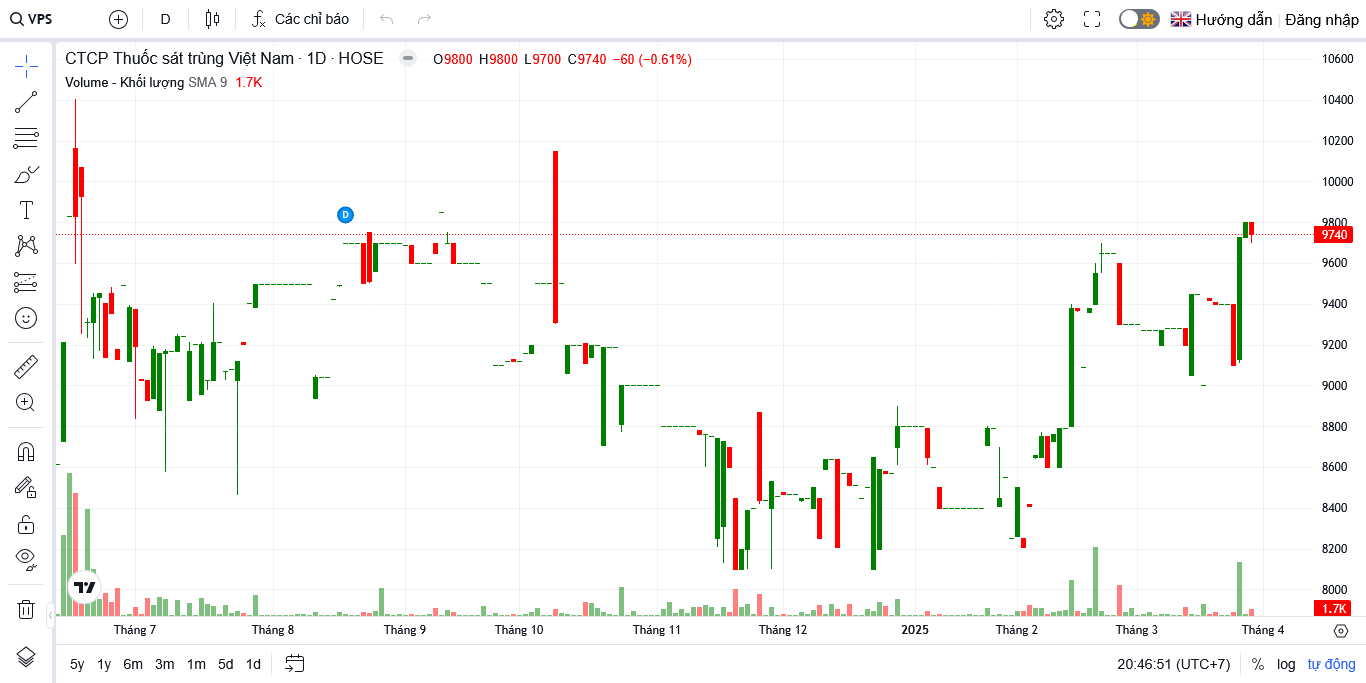 VPS D Các chỉ báo Hướng dẫn Đăng nhập
CTCP Thuốc sát trùng Việt Nam · 1D · HOSE O9800 H9800 L9700 C9740 −60 (−0.61%)
Volume - Khối lượng SMA 9 1.7K
D
10600
10400
10200
10000
9800
9740
9600
9400
9200
9000
8800
8600
8400
8200
8000
1.7K
Tháng 7 Tháng 8 Tháng 9 Tháng 10 Tháng 11 Tháng 12 2025 Tháng 2 Tháng 3 Tháng 4
5y 1y 6m 3m 1m 5d 1d 20:46:51 (UTC+7) % log tự động